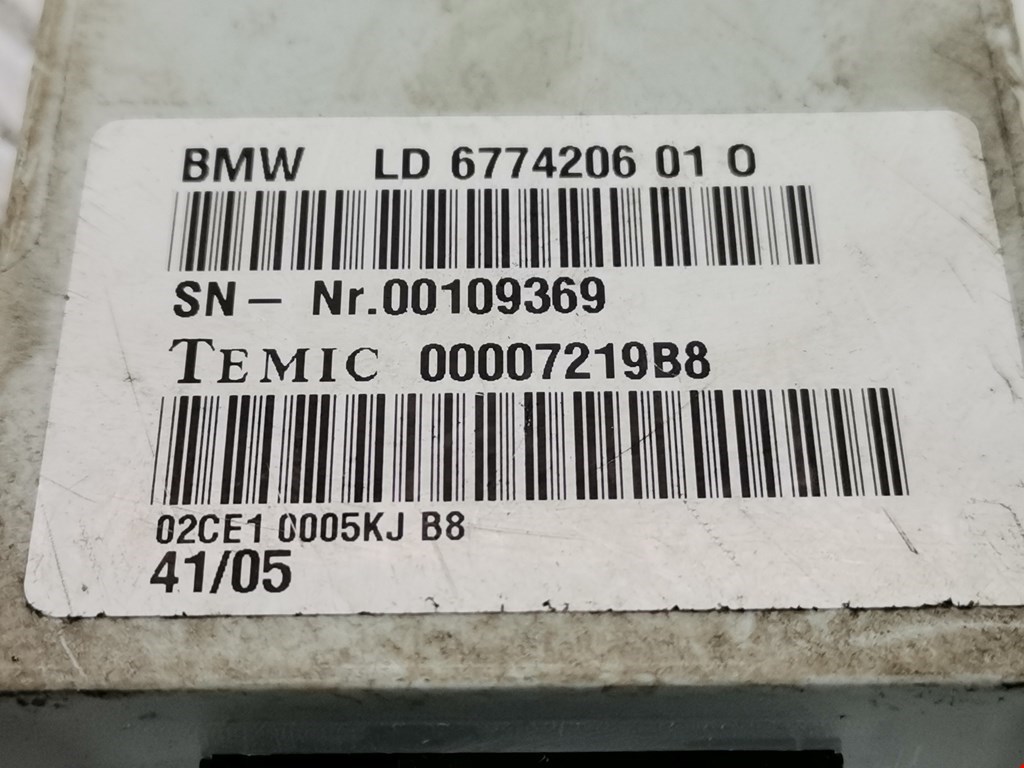 BMW LD 6774206 01 0
SN – Nr.00109369
TEMIC 00007219B8
02CE1 0005KJ B8
41/05